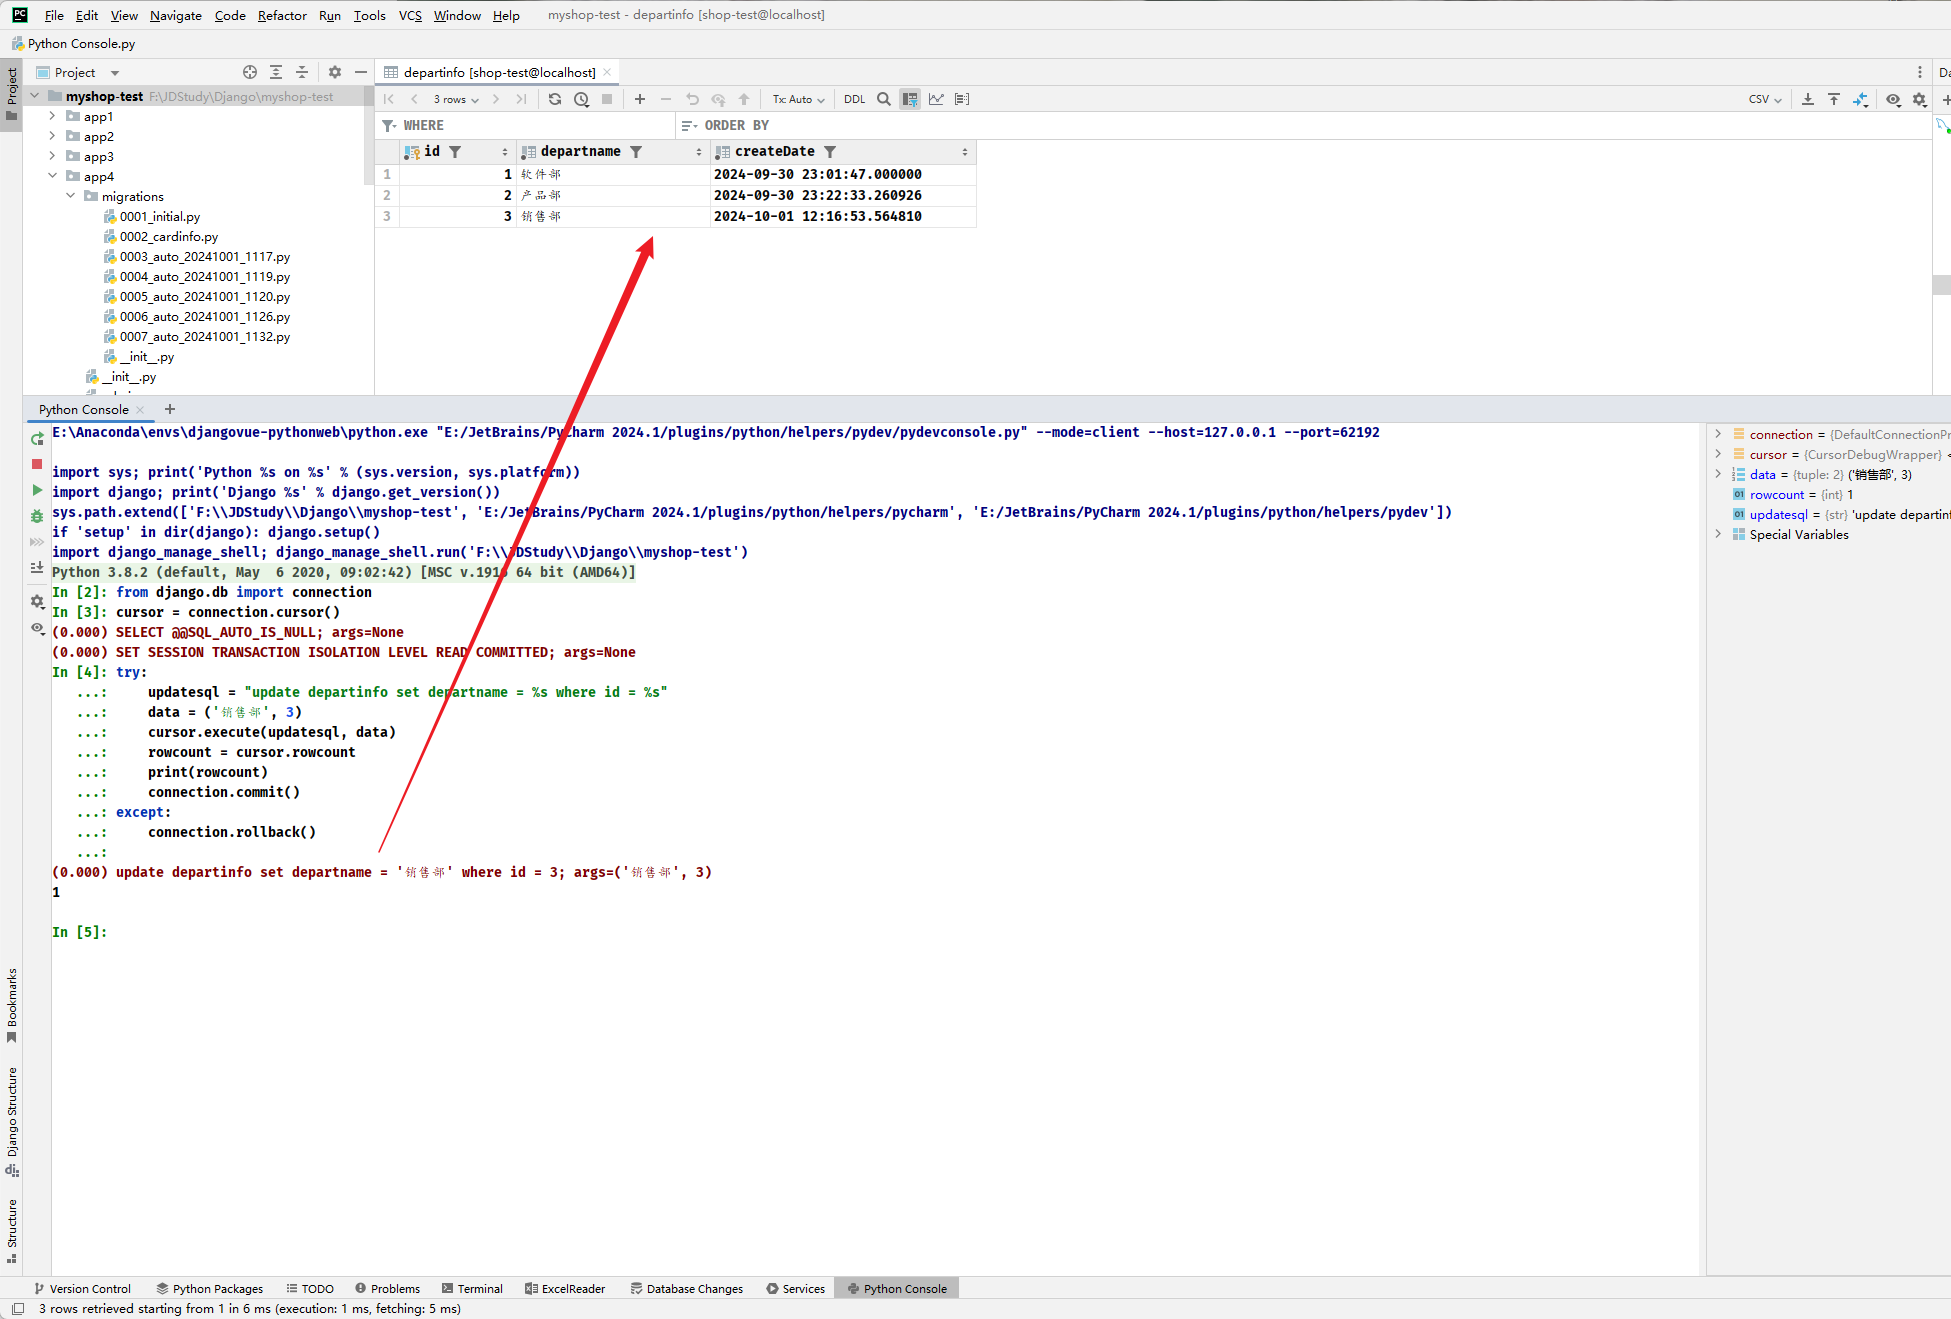 File Edit View Navigate Code Refactor Run Tools VCS Window Help myshop-test - departinfo [shop-test@localhost]
Python Console.py
Project
departinfo [shop-test@localhost]
myshop-test F:\JDStudy\Django\myshop-test
3 rows
Tx: Auto
DDL
CSV
WHERE
ORDER BY
id departname createDate
1 1 软件部 2024-09-30 23:01:47.000000
2 2 产品部 2024-09-30 23:22:33.260926
3 3 销售部 2024-10-01 12:16:53.564810
app1
app2
app3
app4
migrations
0001_initial.py
0002_cardinfo.py
0003_auto_20241001_1117.py
0004_auto_20241001_1119.py
0005_auto_20241001_1120.py
0006_auto_20241001_1126.py
0007_auto_20241001_1132.py
__init__.py
__init__.py
Python Console
E:\Anaconda\envs\djangovue-pythonweb\python.exe "E:/JetBrains/PyCharm 2024.1/plugins/python/helpers/pydev/pydevconsole.py" --mode=client --host=127.0.0.1 --port=62192
import sys; print('Python %s on %s' % (sys.version, sys.platform))
import django; print('Django %s' % django.get_version())
sys.path.extend(['F:\\JDStudy\\Django\\myshop-test', 'E:/JetBrains/PyCharm 2024.1/plugins/python/helpers/pycharm', 'E:/JetBrains/PyCharm 2024.1/plugins/python/helpers/pydev'])
if 'setup' in dir(django): django.setup()
import django_manage_shell; django_manage_shell.run('F:\\JDStudy\\Django\\myshop-test')
Python 3.8.2 (default, May  6 2020, 09:02:42) [MSC v.1916 64 bit (AMD64)]
In [2]: from django.db import connection
In [3]: cursor = connection.cursor()
(0.000) SELECT @@SQL_AUTO_IS_NULL; args=None
(0.000) SET SESSION TRANSACTION ISOLATION LEVEL READ COMMITTED; args=None
In [4]: try:
...:     updatesql = "update departinfo set departname = %s where id = %s"
...:     data = ('销售部', 3)
...:     cursor.execute(updatesql, data)
...:     rowcount = cursor.rowcount
...:     print(rowcount)
...:     connection.commit()
...: except:
...:     connection.rollback()
...:
(0.000) update departinfo set departname = '销售部' where id = 3; args=('销售部', 3)
1
In [5]:
connection = {DefaultConnectionPr
cursor = {CursorDebugWrapper} <
data = {tuple: 2} ('销售部', 3)
rowcount = {int} 1
updatesql = {str} 'update departinf
Special Variables
Project
Bookmarks
Django Structure
Structure
Version Control Python Packages TODO Problems Terminal ExcelReader Database Changes Services Python Console
3 rows retrieved starting from 1 in 6 ms (execution: 1 ms, fetching: 5 ms)